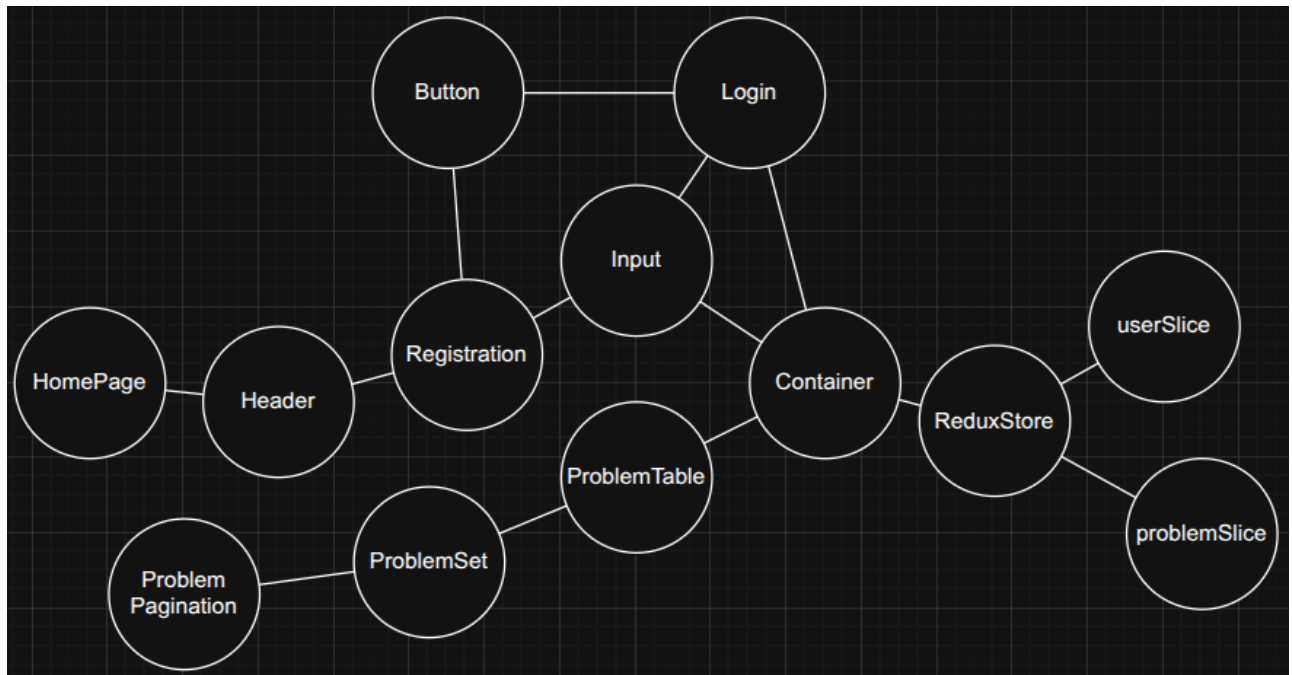 Button
Login
Input
userSlice
Registration
HomePage
Header
Container
ReduxStore
ProblemTable
problemSlice
ProblemSet
Problem
Pagination